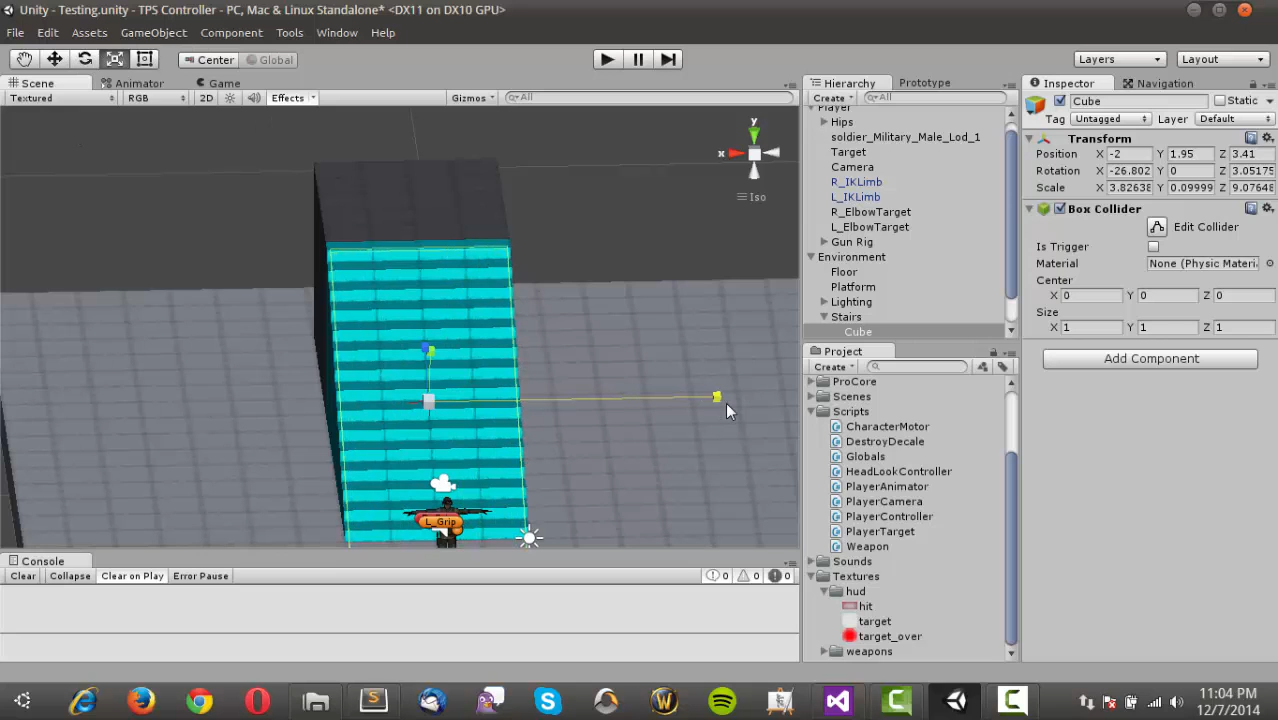 Unity - Testing.unity - TPS Controller - PC, Mac & Linux Standalone* <DX11 on DX10 GPU>
File Edit Assets GameObject Component Tools Window Help
Center Global Layers Layout
Scene Animator Game
Textured RGB 2D Effects Gizmos All
y
x
Iso
L_Grip
Hierarchy Prototype
Create All
Player
Hips
soldier_Military_Male_Lod_1
Target
Camera
R_IKLimb
L_IKLimb
R_ElbowTarget
L_ElbowTarget
Gun Rig
Environment
Floor
Platform
Lighting
Stairs
Cube
Project
Create
ProCore
Scenes
Scripts
CharacterMotor
DestroyDecale
Globals
HeadLookController
PlayerAnimator
PlayerCamera
PlayerController
PlayerTarget
Weapon
Sounds
Textures
hud
hit
target
target_over
weapons
Inspector Navigation
Cube Static
Tag Untagged Layer Default
Transform
Position X -2 Y 1.95 Z 3.41
Rotation X -26.802 Y 0 Z 3.05175
Scale X 3.82638 Y 0.09999 Z 9.07648
Box Collider
Edit Collider
Is Trigger
Material None (Physic Materi
Center
X 0 Y 0 Z 0
Size
X 1 Y 1 Z 1
Add Component
Console
Clear Collapse Clear on Play Error Pause 0 0 0
11:04 PM
12/7/2014